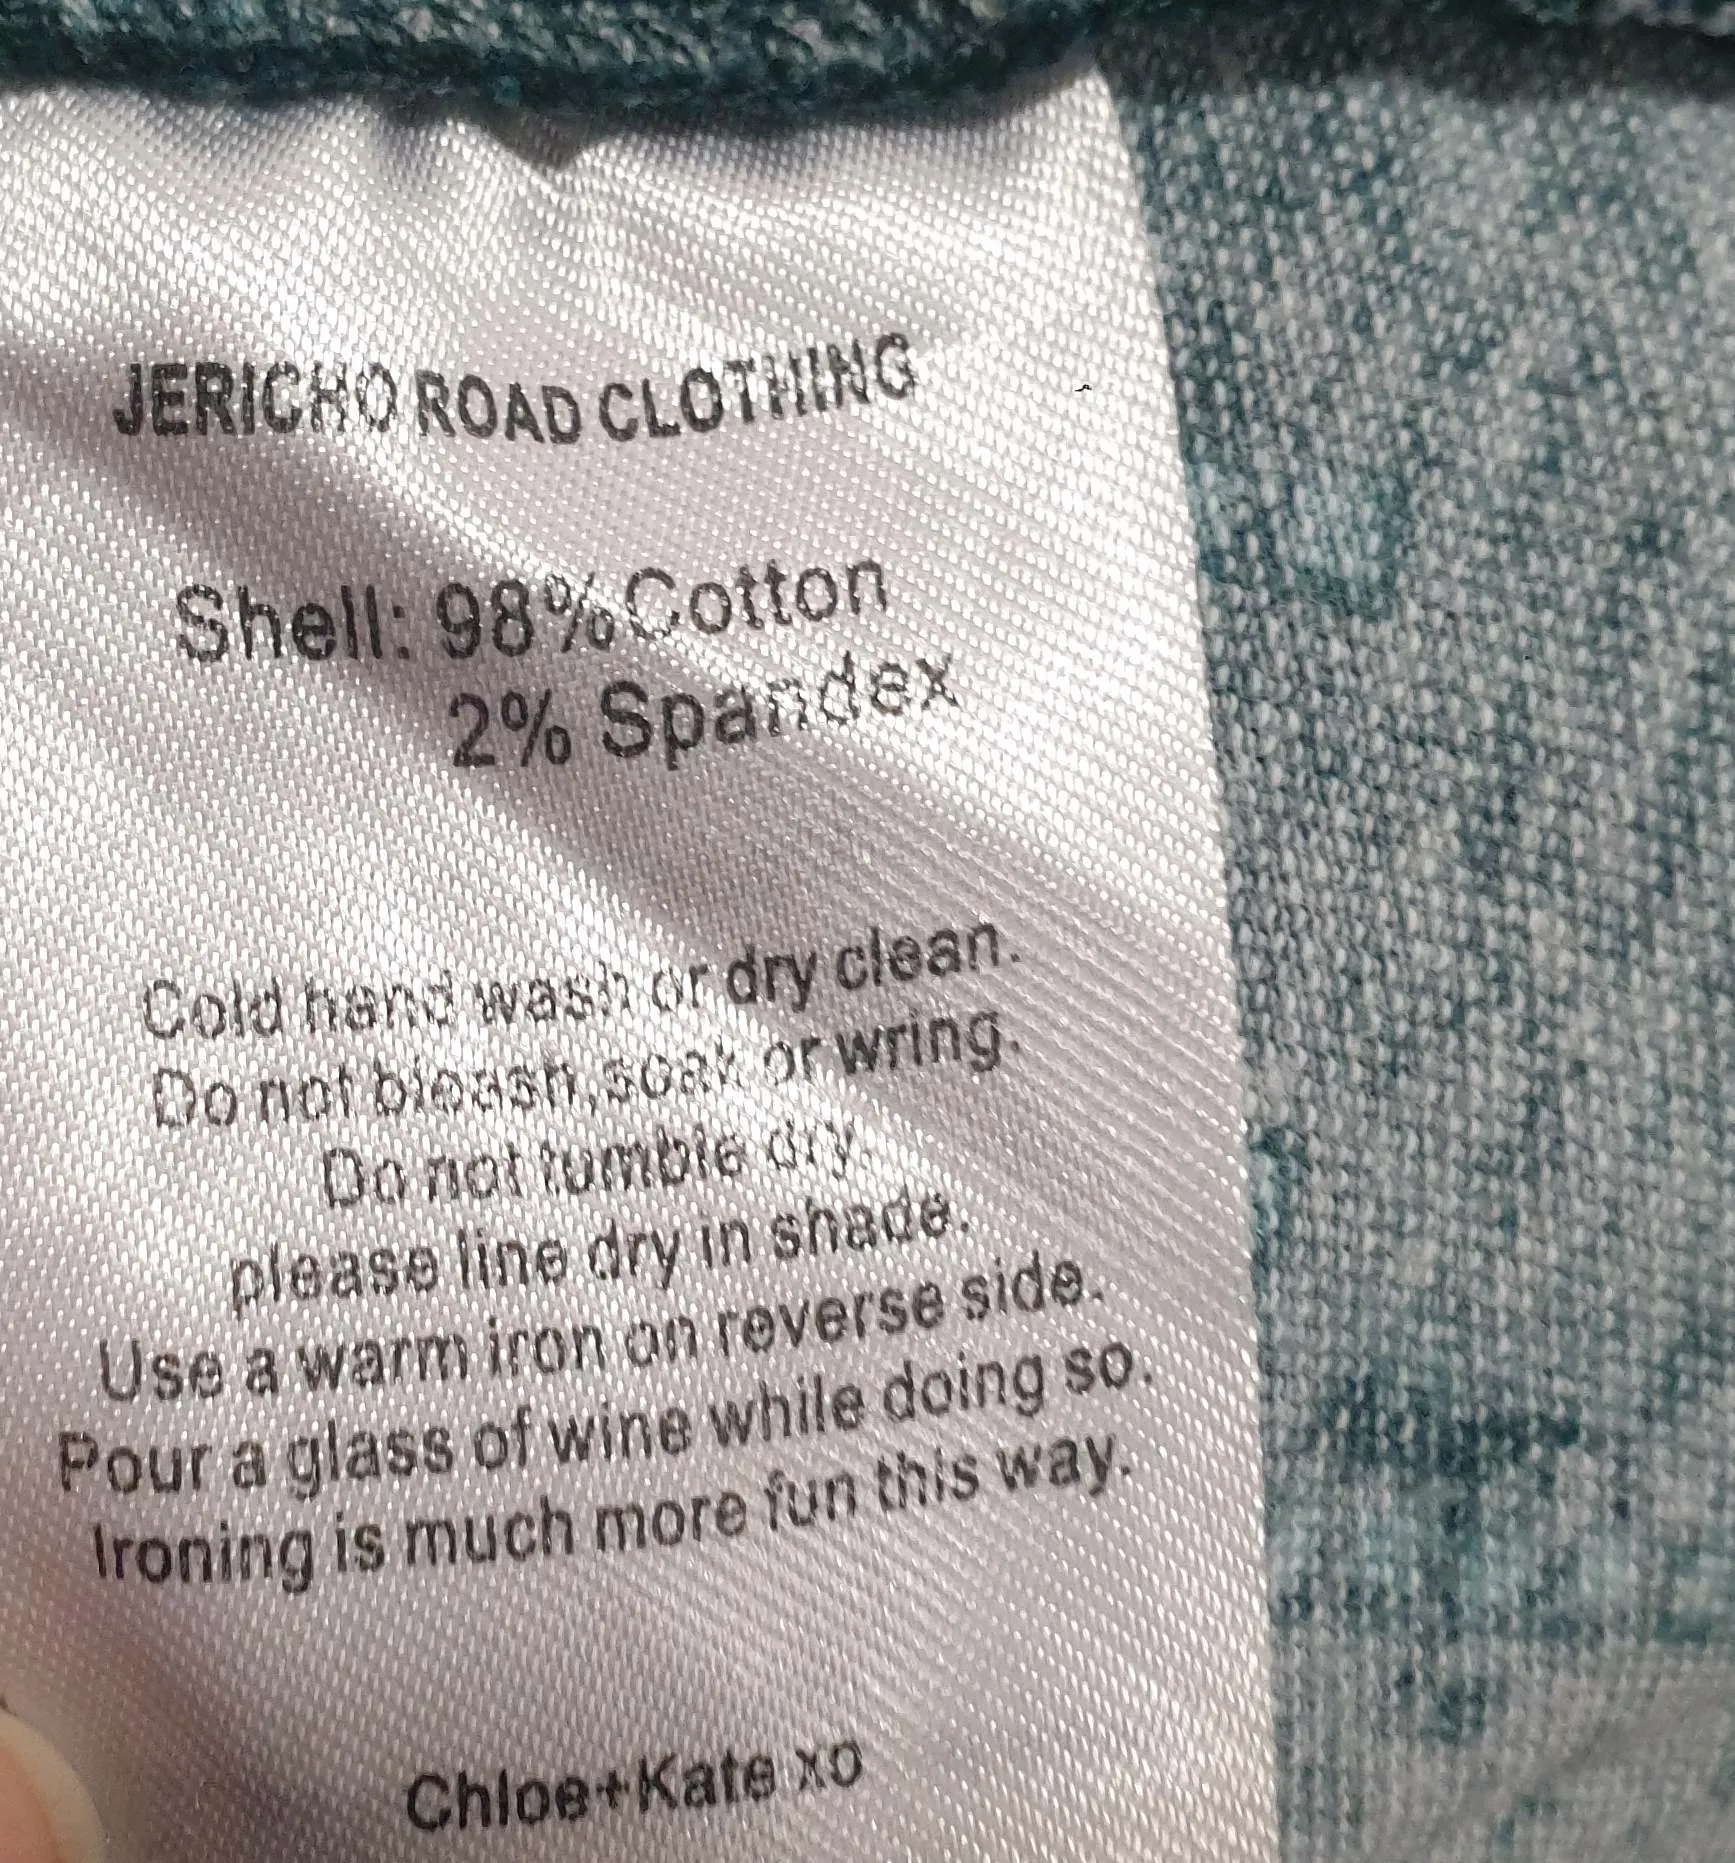 JERICHO ROAD CLOTHING
Shell: 98% Cotton
2% Spandex
Cold hand wash or dry clean.
Do not bleach, soak or wring.
Do not tumble dry.
please line dry in shade.
Use a warm iron on reverse side.
Pour a glass of wine while doing so.
Ironing is much more fun this way.
Chloe+Kate xo